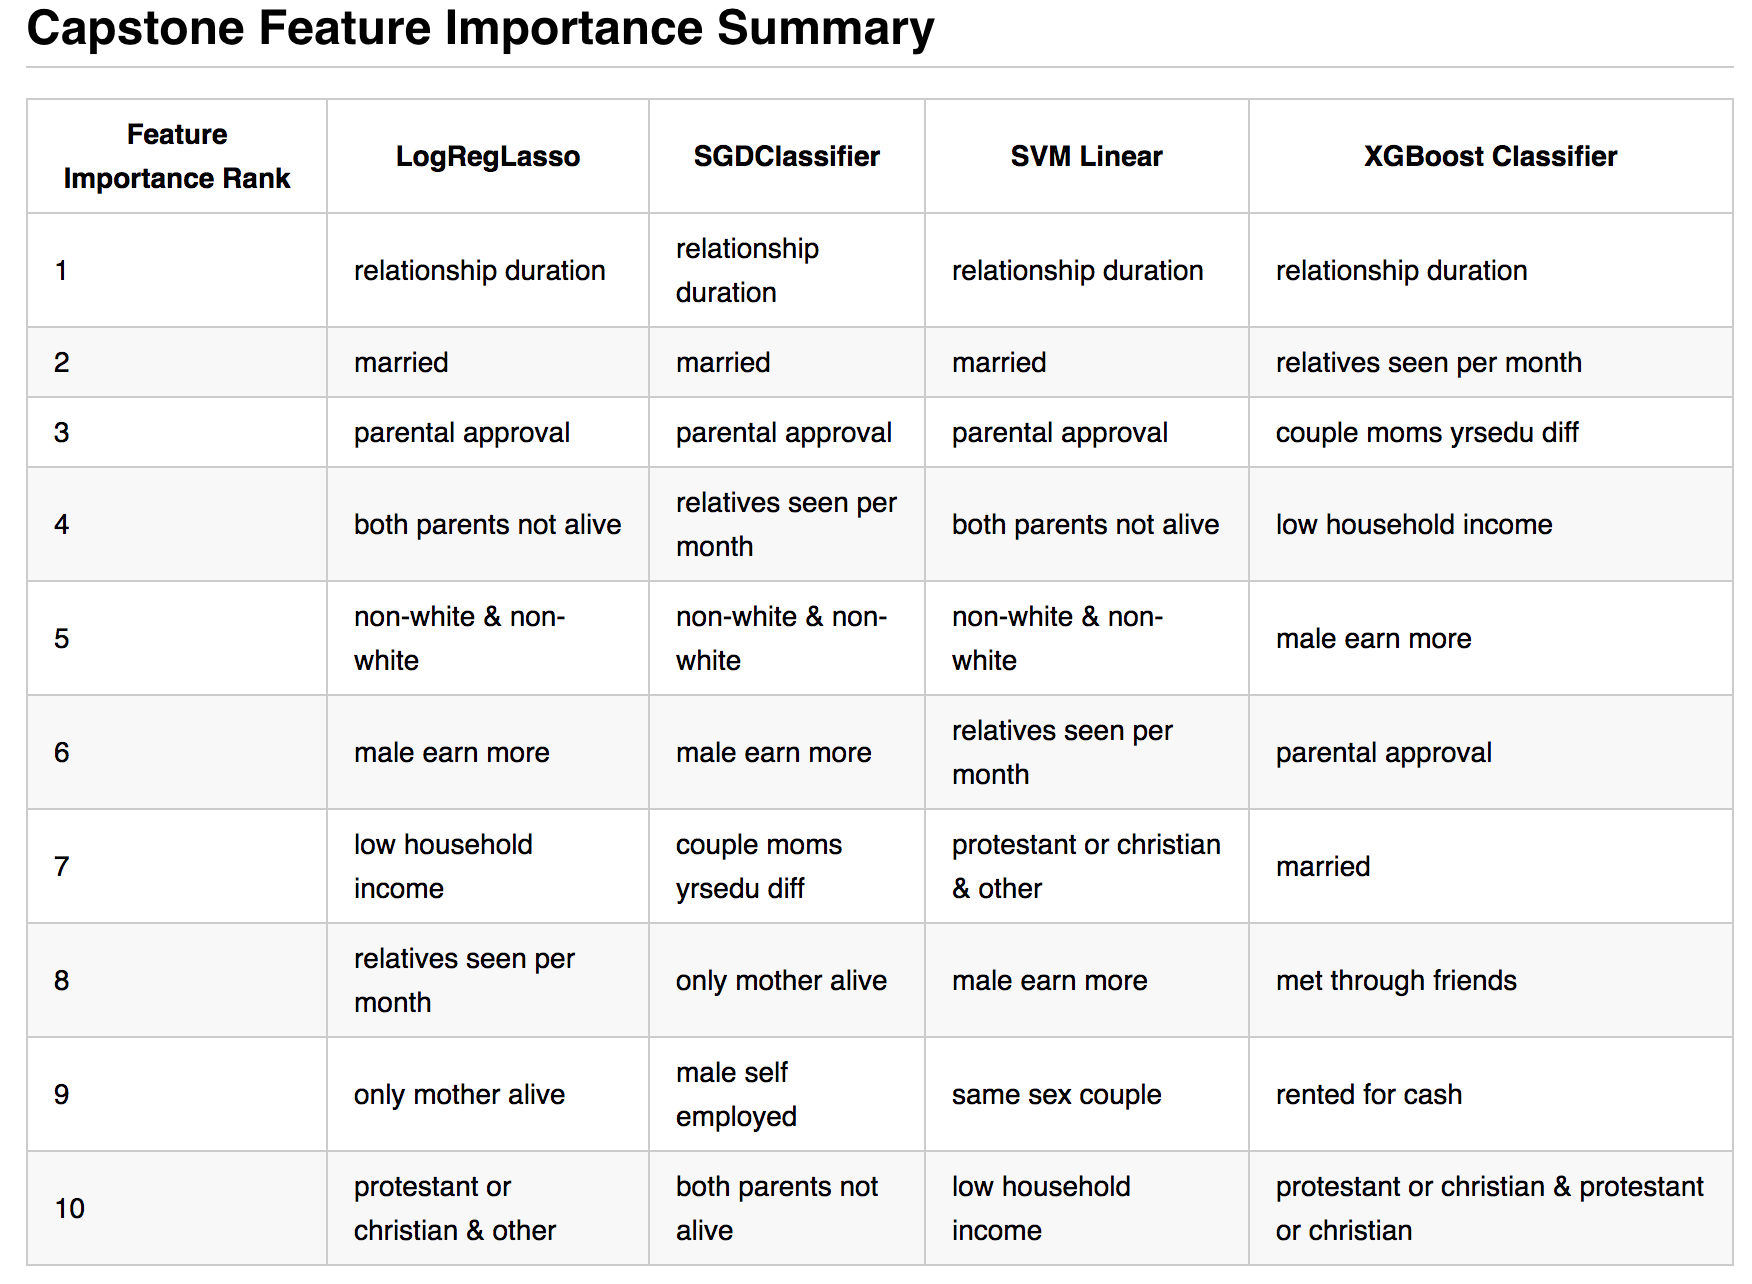 Capstone Feature Importance Summary
Feature
Importance Rank
LogRegLasso
SGDClassifier
SVM Linear
XGBoost Classifier
1
relationship duration
relationship
duration
relationship duration
relationship duration
2
married
married
married
relatives seen per month
3
parental approval
parental approval
parental approval
couple moms yrsedu diff
4
both parents not alive
relatives seen per
month
both parents not alive
low household income
5
non-white & non-
white
non-white & non-
white
non-white & non-
white
male earn more
6
male earn more
male earn more
relatives seen per
month
parental approval
7
low household
income
couple moms
yrsedu diff
protestant or christian
& other
married
8
relatives seen per
month
only mother alive
male earn more
met through friends
9
only mother alive
male self
employed
same sex couple
rented for cash
10
protestant or
christian & other
both parents not
alive
low household
income
protestant or christian & protestant
or christian